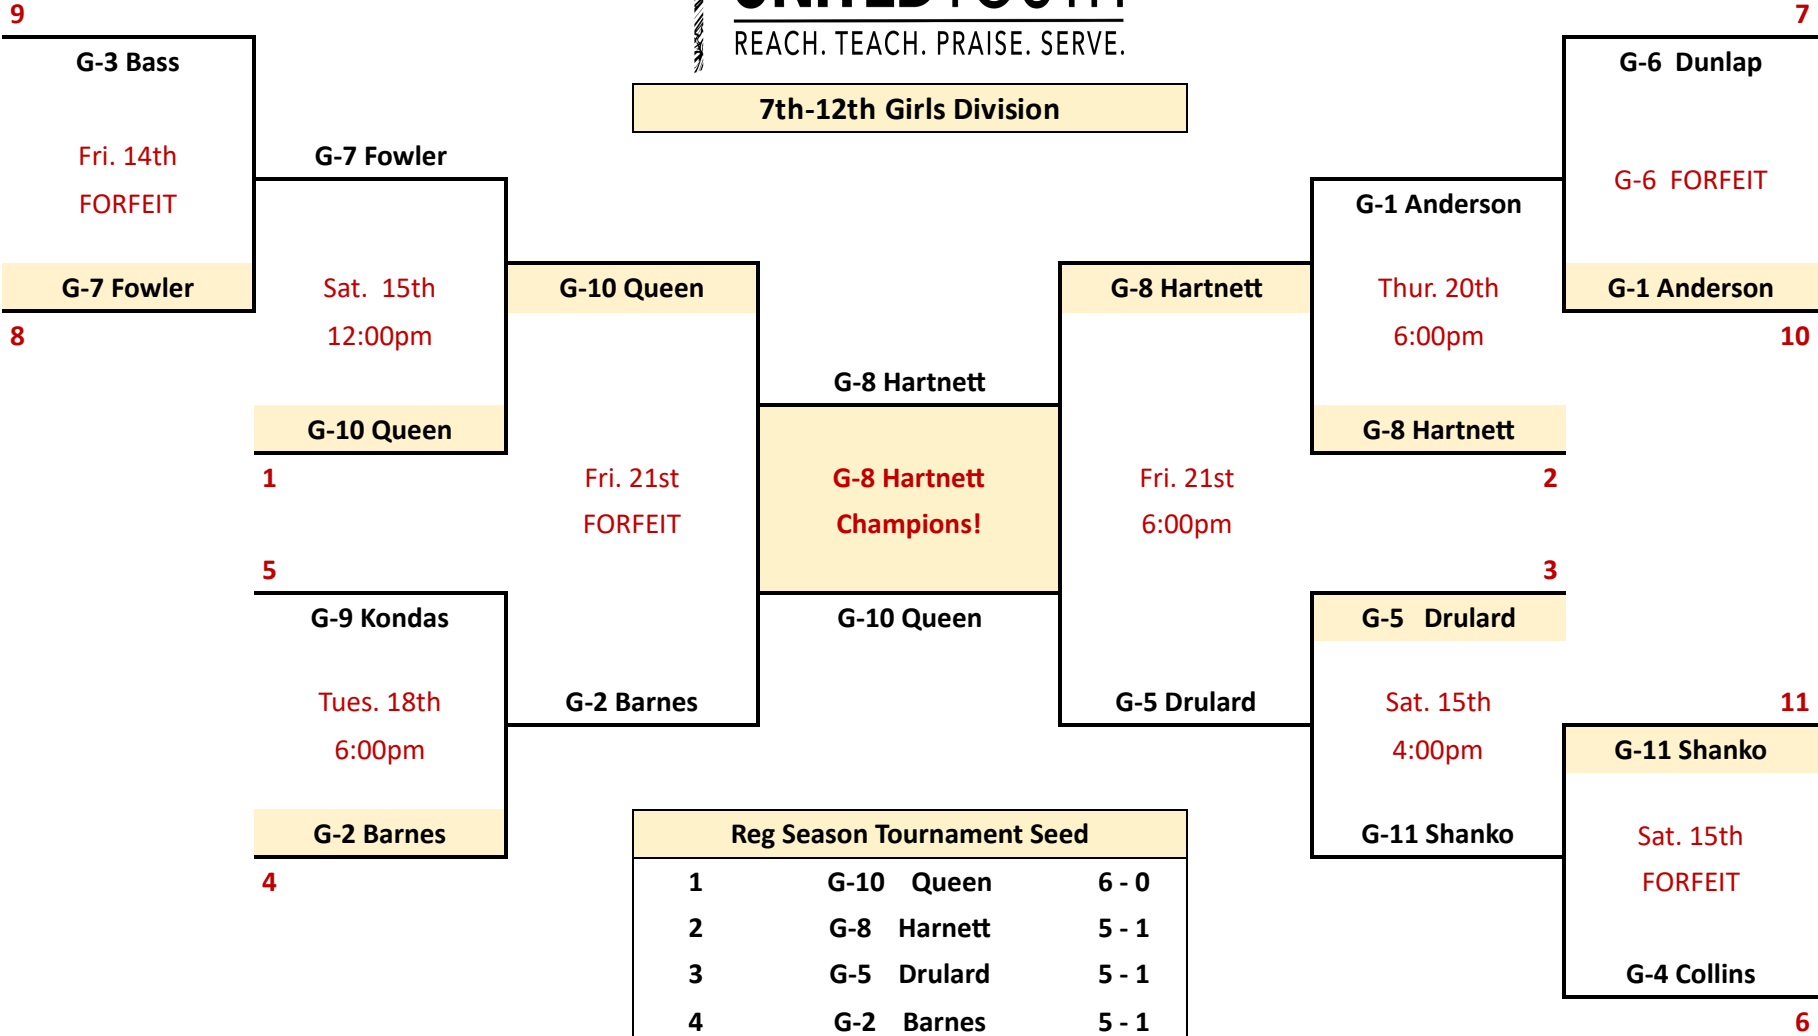 9
7
UNITEDYOUTH
REACH. TEACH. PRAISE. SERVE.
G-3 Bass
G-6 Dunlap
7th-12th Girls Division
Fri. 14th
FORFEIT
G-7 Fowler
G-6 FORFEIT
G-1 Anderson
G-7 Fowler
8
Sat. 15th
12:00pm
G-10 Queen
G-8 Hartnett
Thur. 20th
6:00pm
G-1 Anderson
10
G-8 Hartnett
G-10 Queen
1
G-8 Hartnett
2
Fri. 21st
FORFEIT
G-8 Hartnett
Champions!
Fri. 21st
6:00pm
5
3
G-9 Kondas
G-10 Queen
G-5 Drulard
Tues. 18th
6:00pm
G-2 Barnes
G-5 Drulard
Sat. 15th
4:00pm
11
G-11 Shanko
G-2 Barnes
4
G-11 Shanko
Sat. 15th
FORFEIT
G-4 Collins
6
Reg Season Tournament Seed
1 G-10 Queen 6 - 0
2 G-8 Harnett 5 - 1
3 G-5 Drulard 5 - 1
4 G-2 Barnes 5 - 1